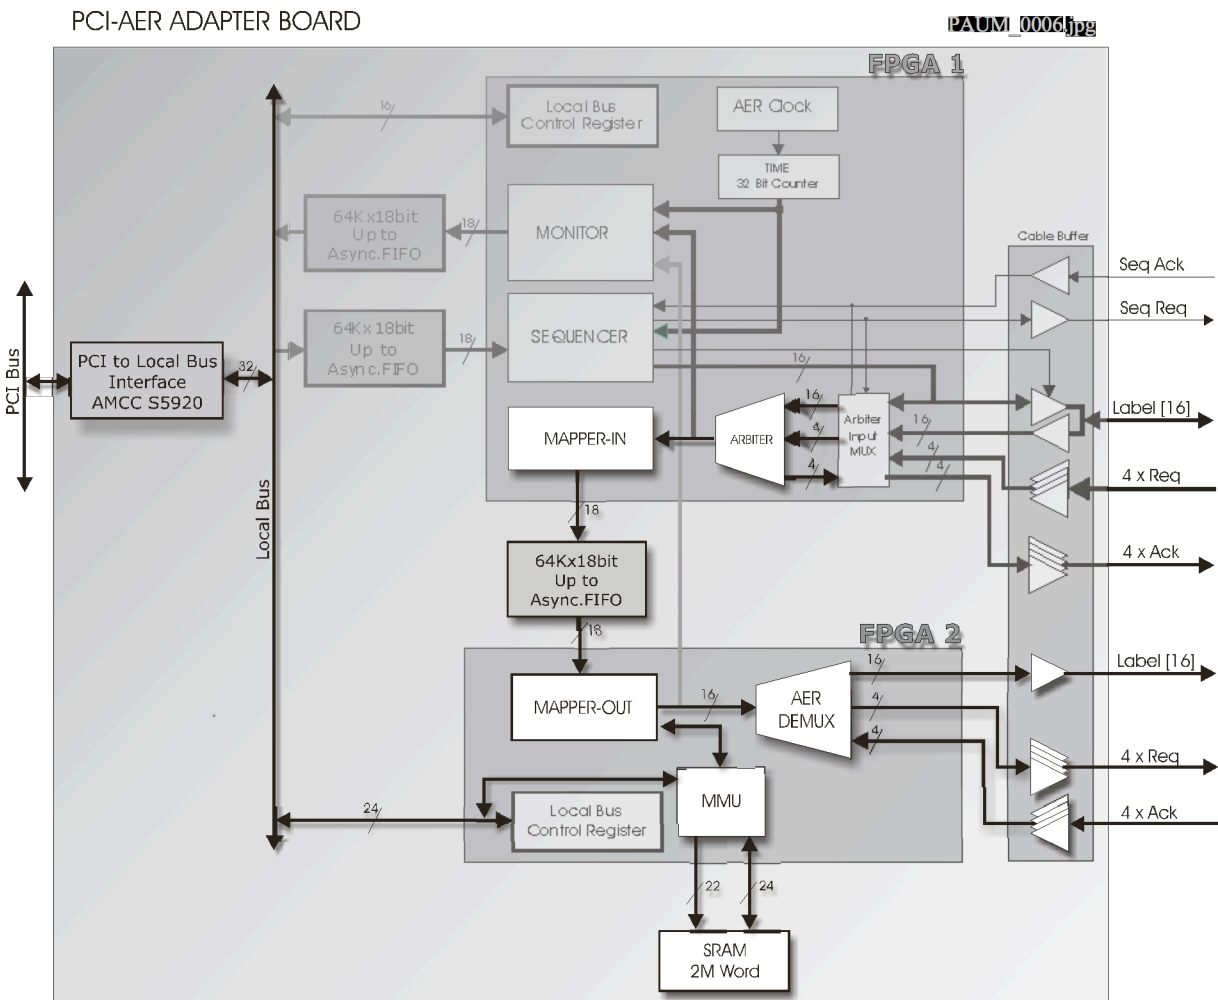 PCI-AER ADAPTER BOARD
PAUM_0006.jpg
FPGA 1
16
Local Bus
Control Register
AER Clock
TIME
32 Bit Counter
64Kx18bit
Up to
Async.FIFO
18
MONITOR
Cable Buffer
Seq Ack
Seq Req
64Kx18bit
Up to
Async.FIFO
18
SEQUENCER
16
PCI Bus
PCI to Local Bus
Interface
AMCC S5920
32
Local Bus
MAPPER-IN
ARBITER
16
4
4
Arbiter
Input
MUX
16
4
4
4
Label [16]
4 x Req
4 x Ack
18
64Kx18bit
Up to
Async.FIFO
18
FPGA 2
MAPPER-OUT
16
AER
DEMUX
16
4
4
Label [16]
4 x Req
4 x Ack
MMU
24
Local Bus
Control Register
22
24
SRAM
2M Word